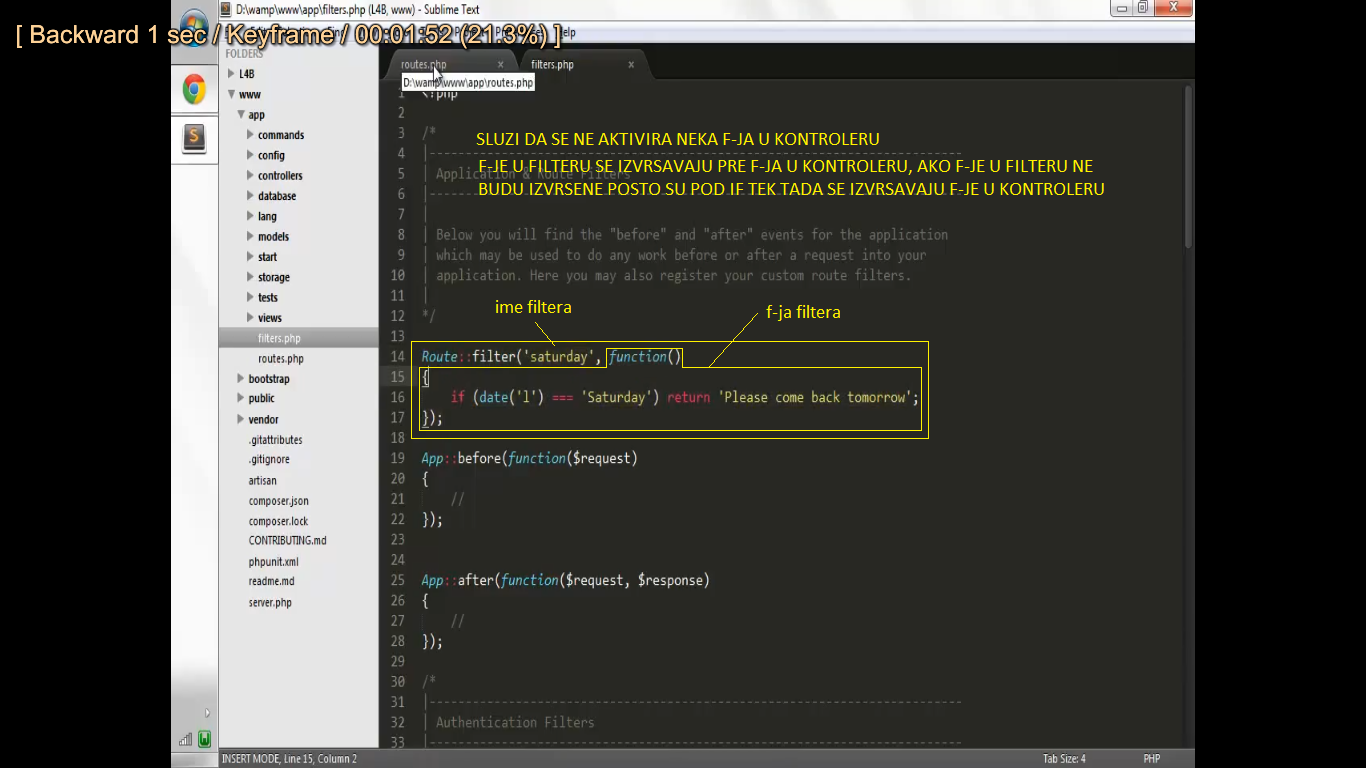 D:\wamp\www\app\filters.php (L4B, www) - Sublime Text
[ Backward 1 sec / Keyframe / 00:01:52 (21.3%) ]
Help
FOLDERS
L4B
www
app
commands
config
controllers
database
lang
models
start
storage
tests
views
filters.php
routes.php
bootstrap
public
vendor
.gitattributes
.gitignore
artisan
composer.json
composer.lock
CONTRIBUTING.md
phpunit.xml
readme.md
server.php
routes.php × filters.php ×
D:\wamp\www\app\routes.php
1 <?php
2
3 /*
SLUZI DA SE NE AKTIVIRA NEKA F-JA U KONTROLERU
4 |--------------------------------------------------------------------------
F-JE U FILTERU SE IZVRSAVAJU PRE F-JA U KONTROLERU, AKO F-JE U FILTERU NE
5 | Application & Route Filters
BUDU IZVRSENE POSTO SU POD IF TEK TADA SE IZVRSAVAJU F-JE U KONTROLERU
6 |--------------------------------------------------------------------------
7 |
8 | Below you will find the "before" and "after" events for the application
9 | which may be used to do any work before or after a request into your
10 | application. Here you may also register your custom route filters.
11 |
ime filtera
f-ja filtera
12 */
13
14 Route::filter('saturday', function()
15 {
16 if (date('l') === 'Saturday') return 'Please come back tomorrow';
17 });
18
19 App::before(function($request)
20 {
21 //
22 });
23
24
25 App::after(function($request, $response)
26 {
27 //
28 });
29
30 /*
31 |--------------------------------------------------------------------------
32 | Authentication Filters
33 |--------------------------------------------------------------------------
INSERT MODE, Line 15, Column 2
Tab Size: 4
PHP